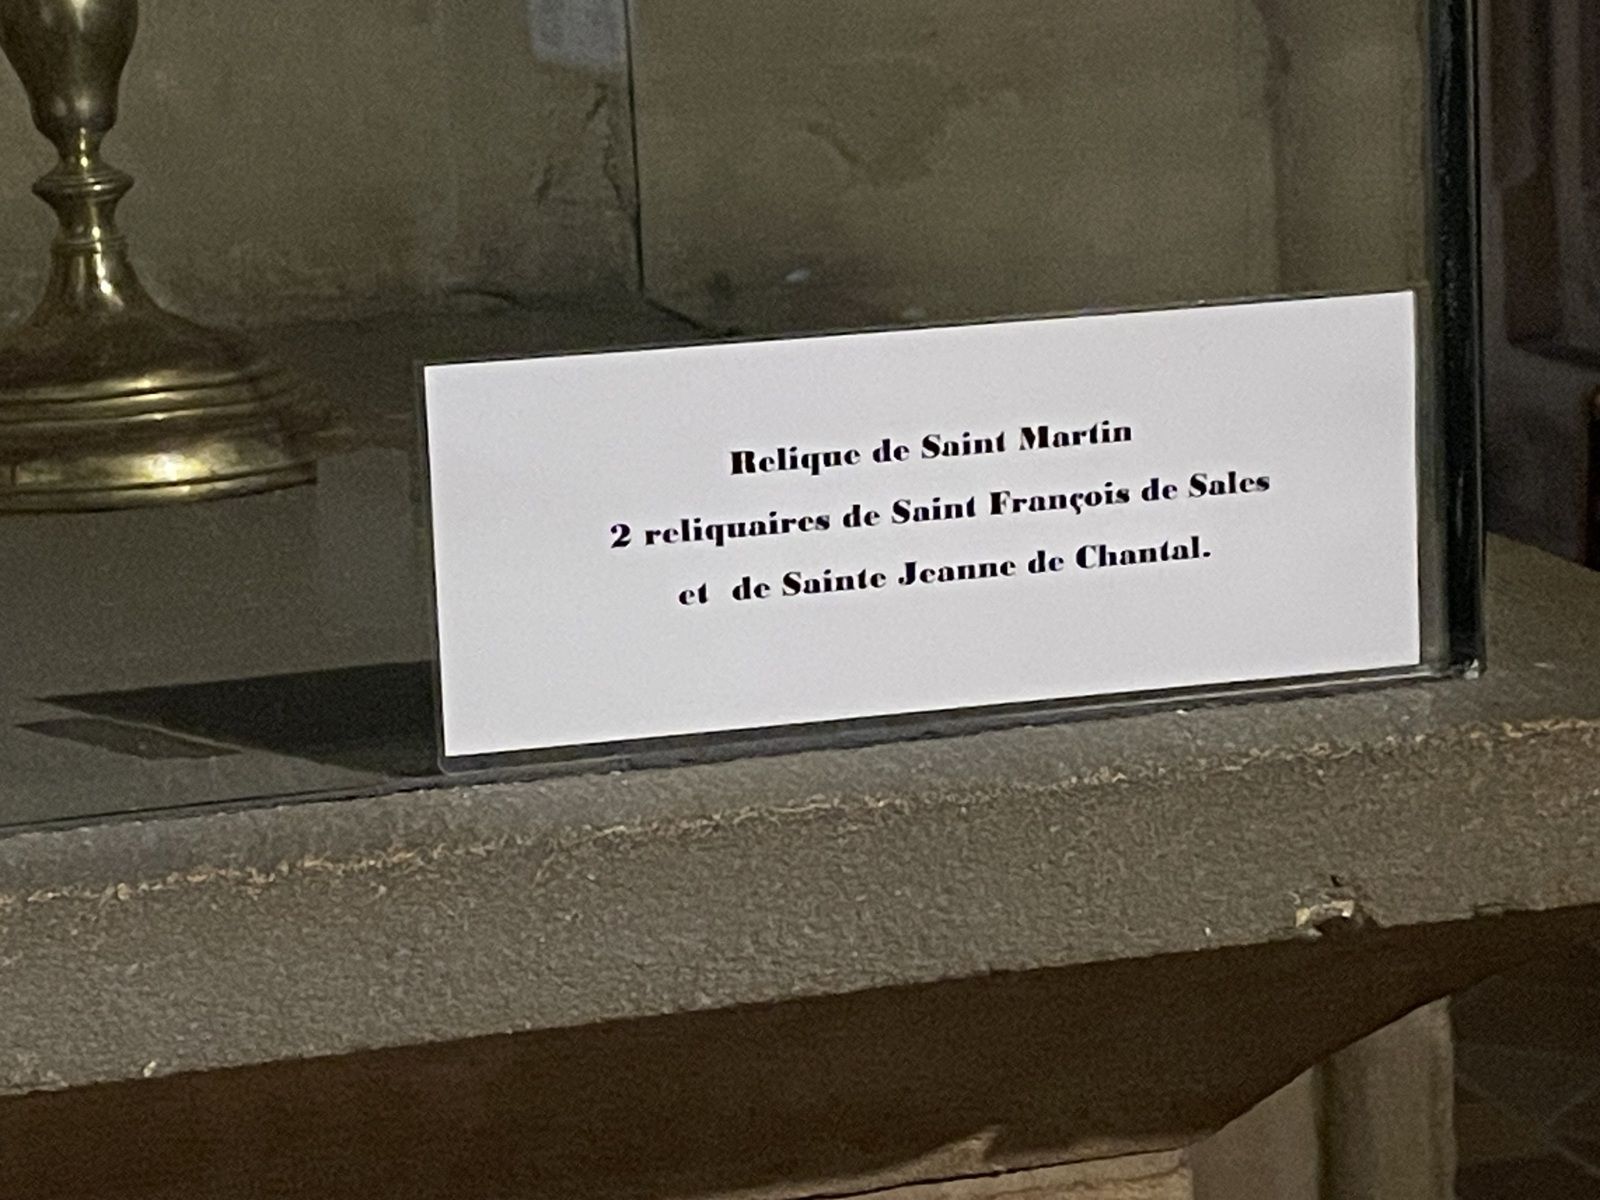 Relique de Saint Martin
2 reliquaires de Saint François de Sales
et de Sainte Jeanne de Chantal.